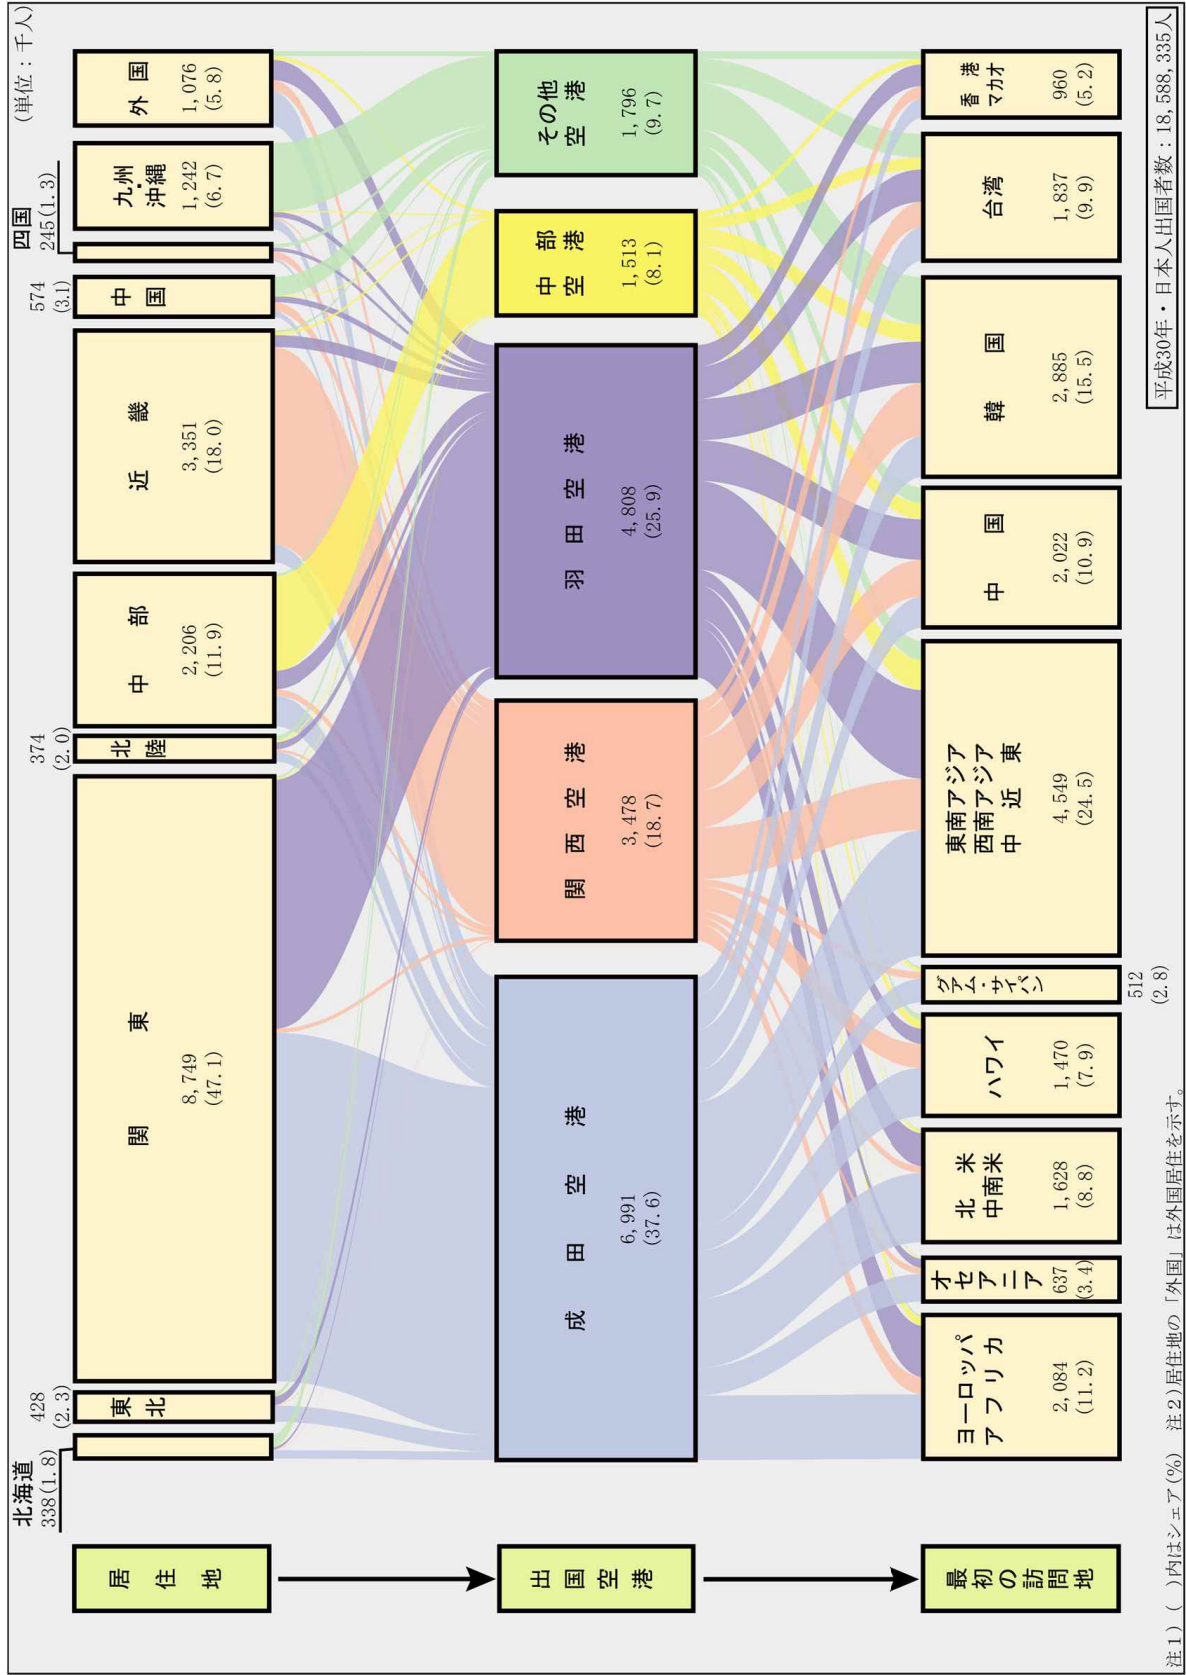 (単位：千人)
居住地
北海道
338(1.8)
428
(2.3)
東
北
関東
8,749
(47.1)
374
(2.0)
北
陸
中部
2,206
(11.9)
近畿
3,351
(18.0)
574
(3.1)
中
国
四国
245(1.3)
九州
・
沖縄
1,242
(6.7)
外国
1,076
(5.8)
出国空港
成田空港
6,991
(37.6)
関西空港
3,478
(18.7)
羽田空港
4,808
(25.9)
中部
空港
1,513
(8.1)
その他
空港
1,796
(9.7)
最初の訪問地
ヨーロッパ
アフリカ
2,084
(11.2)
オセアニア
637
(3.4)
北米
中南米
1,628
(8.8)
ハワイ
1,470
(7.9)
グアム・サイパン
512
(2.8)
東南アジア
西南アジア
中近東
4,549
(24.5)
中国
2,022
(10.9)
韓国
2,885
(15.5)
台湾
1,837
(9.9)
香港
マカオ
960
(5.2)
平成30年・日本人出国者数：18,588,335人
注1)( )内はシェア(%) 注2)居住地の「外国」は外国居住を示す。